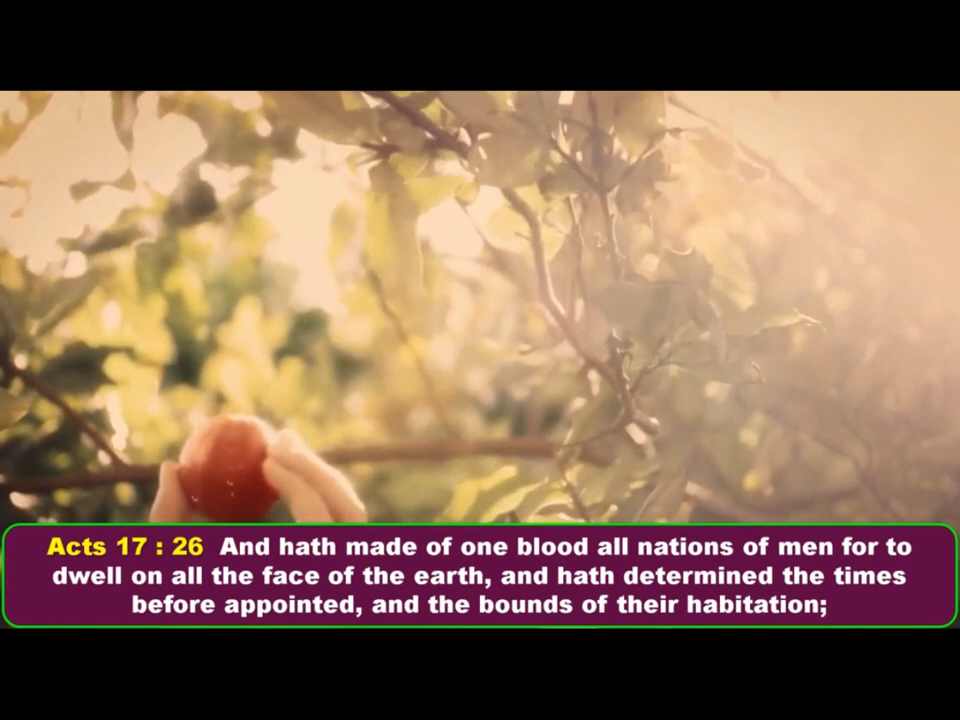 Acts 17 : 26 And hath made of one blood all nations of men for to
dwell on all the face of the earth, and hath determined the times
before appointed, and the bounds of their habitation;